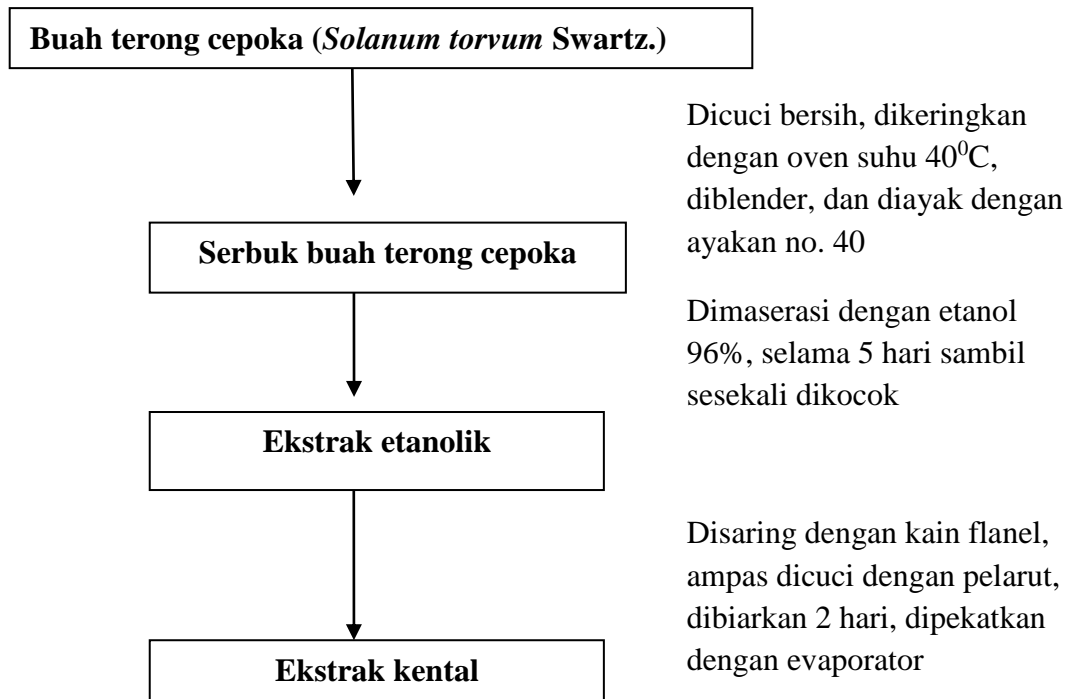 Buah terong cepoka (Solanum torvum Swartz.)
Dicuci bersih, dikeringkan
dengan oven suhu 40⁰C,
diblender, dan diayak dengan
ayakan no. 40
Serbuk buah terong cepoka
Dimaserasi dengan etanol
96%, selama 5 hari sambil
sesekali dikocok
Ekstrak etanolik
Disaring dengan kain flanel,
ampas dicuci dengan pelarut,
dibiarkan 2 hari, dipekatkan
dengan evaporator
Ekstrak kental